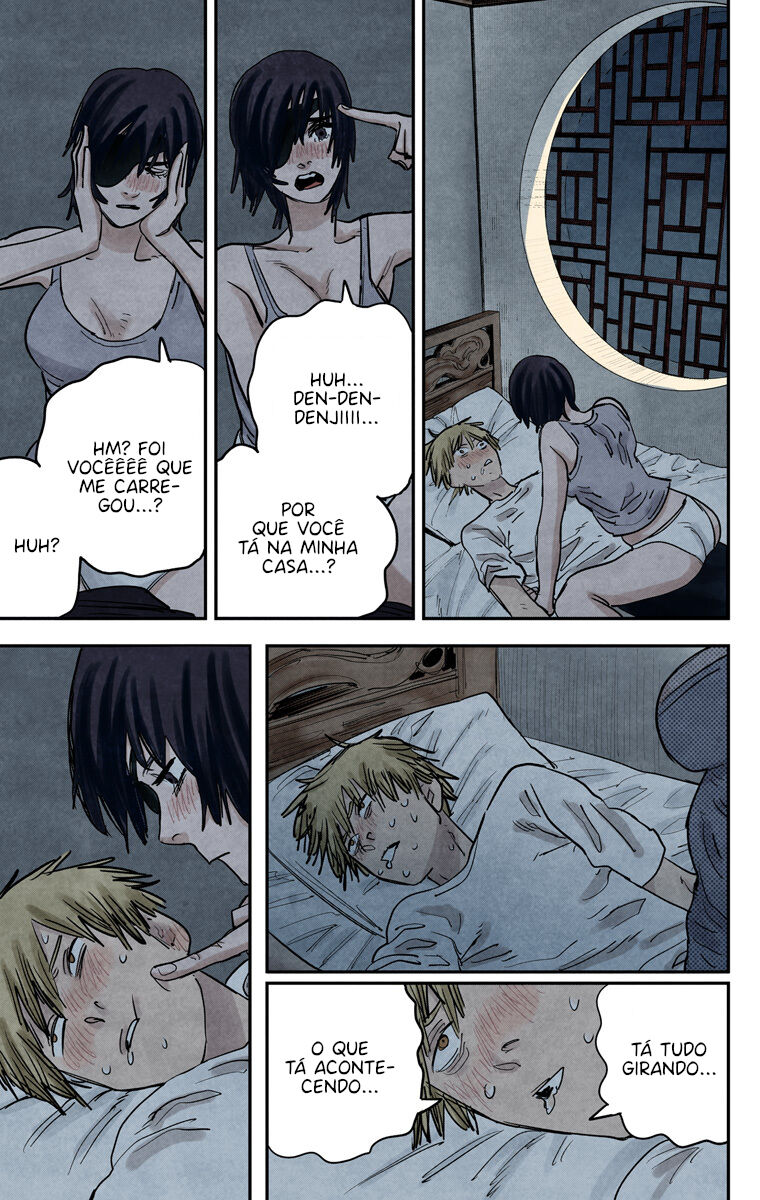 HUH...
DEN-DEN-
DENJIIII...
POR
QUE VOCÊ
TÁ NA MINHA
CASA...?
HM? FOI
VOCÊÊÊÊ QUE
ME CARRE-
GOU...?
HUH?
TÁ TUDO
GIRANDO...
O QUE
TÁ ACONTE-
CENDO...